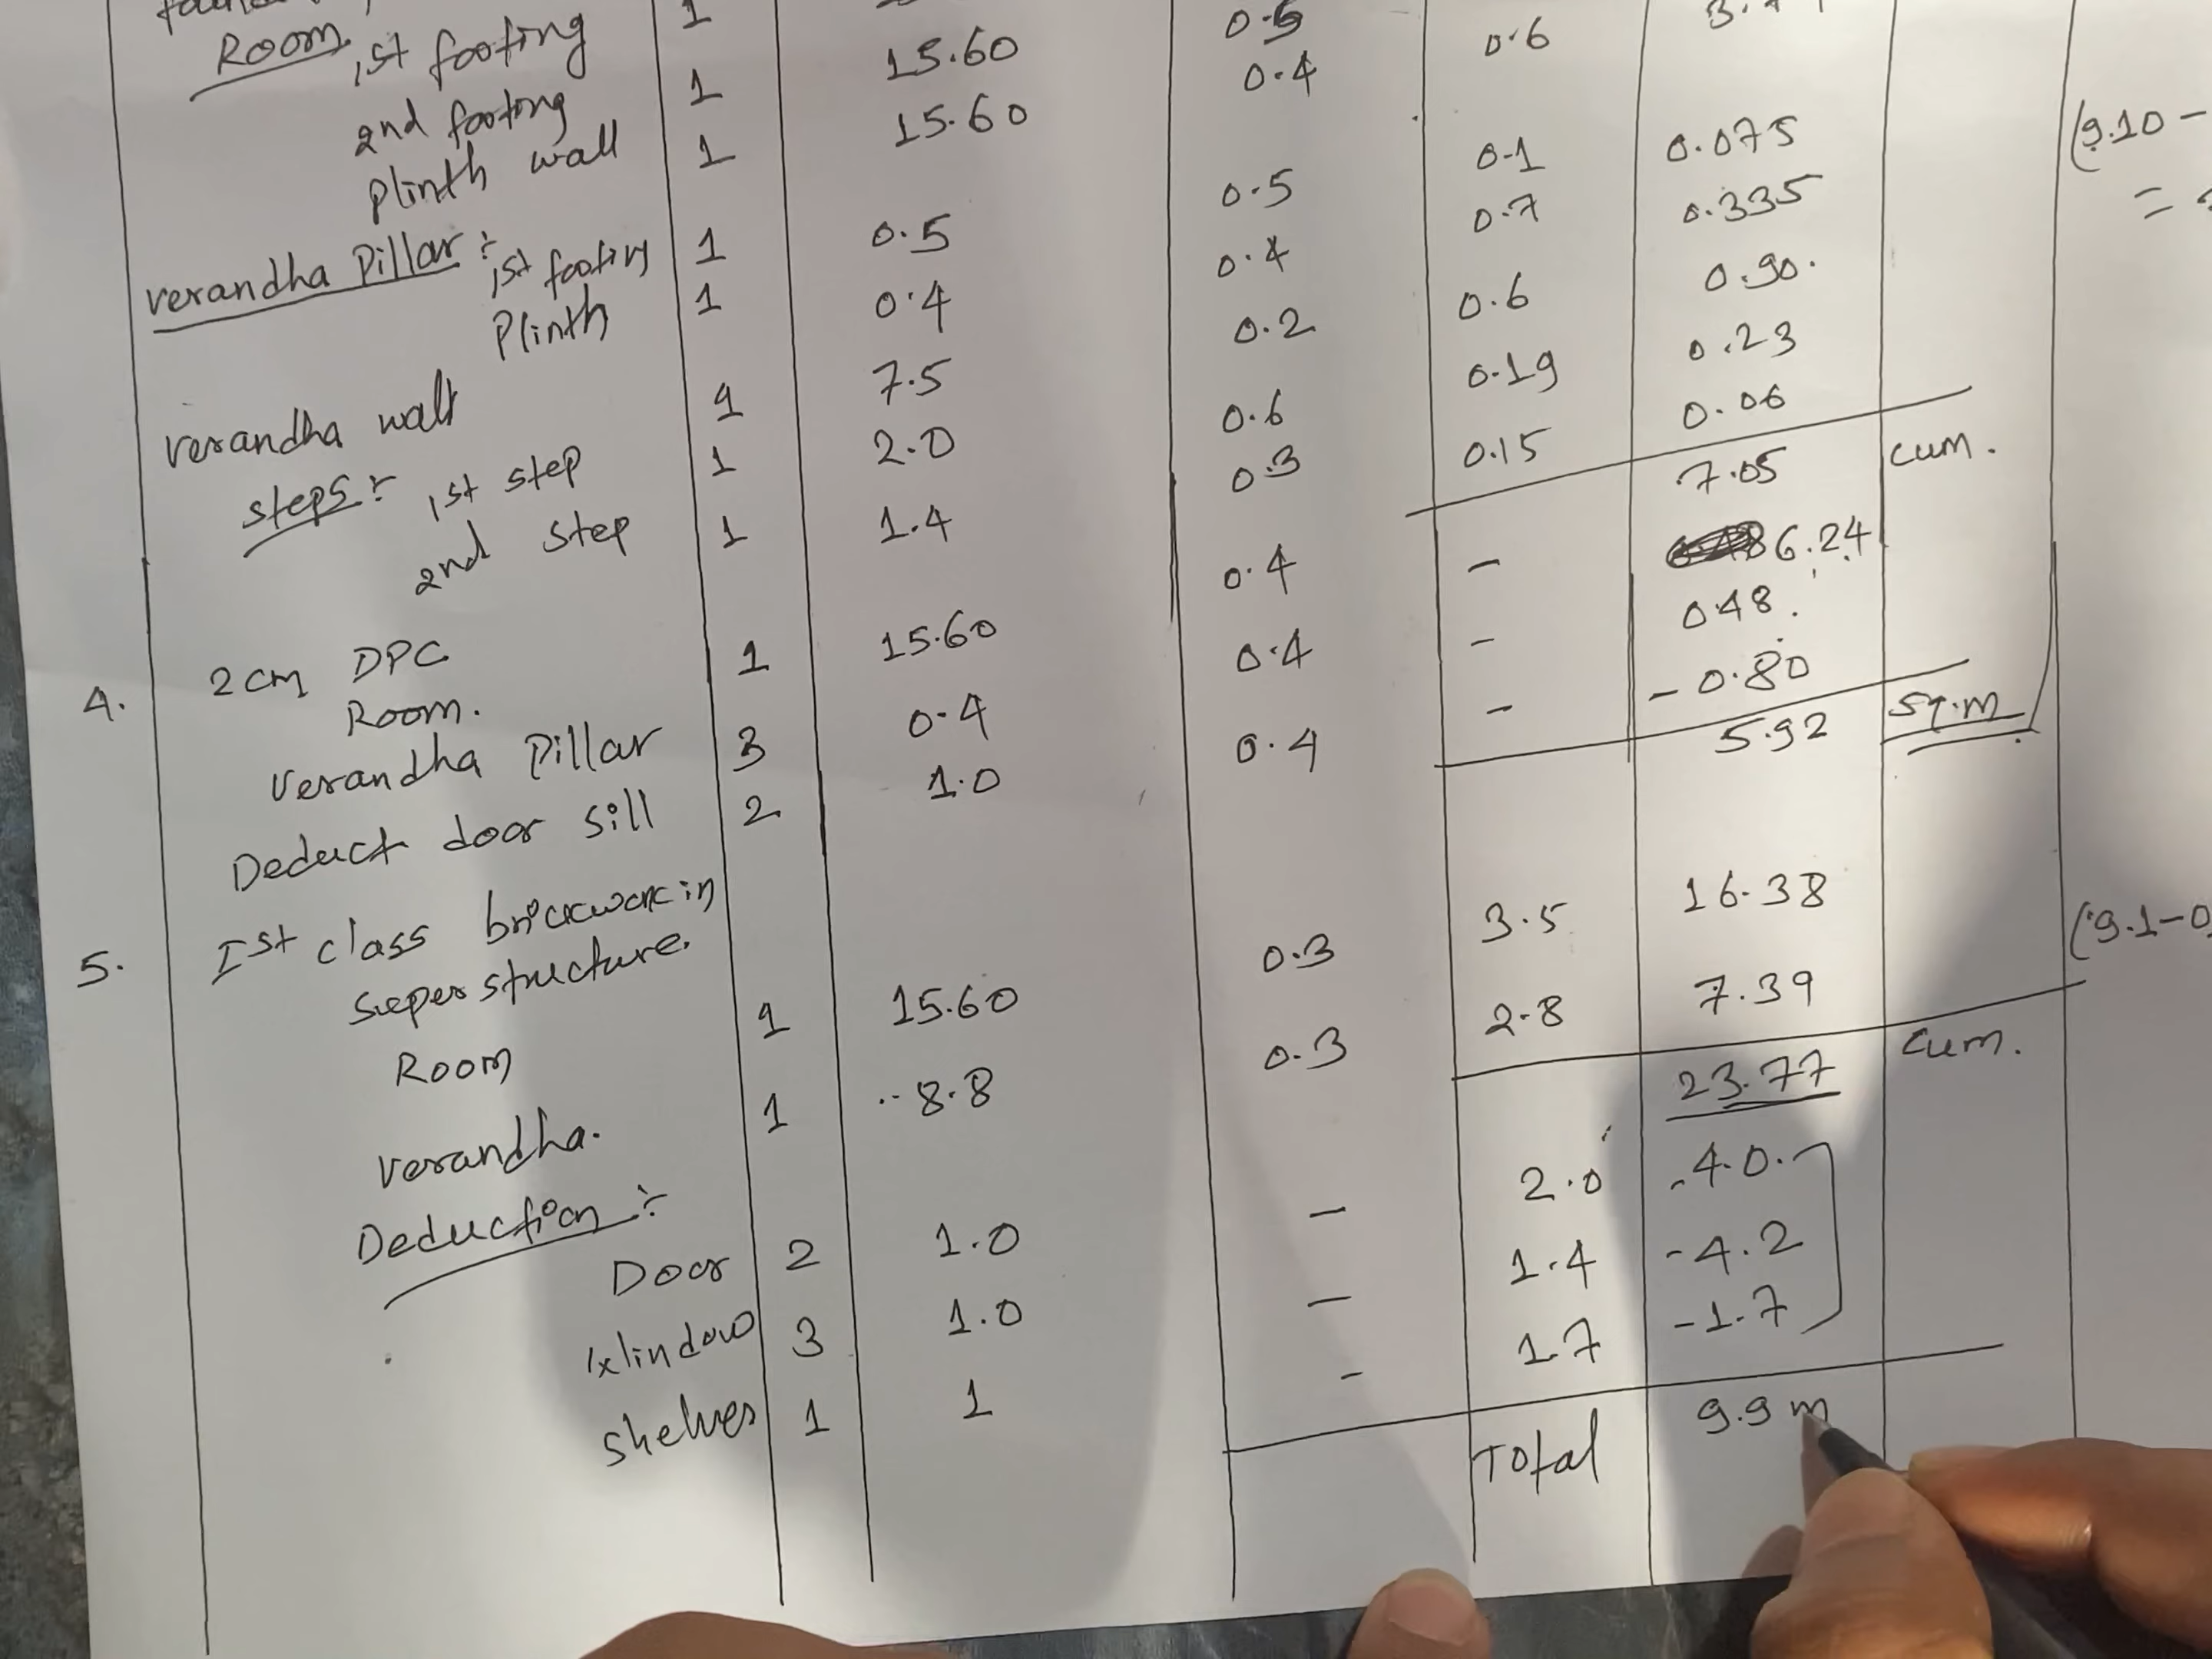 Room 1st footing 1 15.60 0.5 0.6
2nd footing 1 15.60 0.4
Plinth wall 1
Verandha Pillar :- 1st footing 1 0.5 0.5 0.1 0.075
Plinth 1 0.4 0.4 0.7 0.335
Verandha wall 1 7.5 0.2 0.6 0.90.
Steps :- 1st step 1 2.0 0.6 0.19 0.23
2nd step 1 1.4 0.3 0.15 0.06
7.05 cum.
4. 2cm DPC
Room. 1 15.60 0.4 — 6.24
Verandha Pillar 3 0.4 0.4 — 0.48.
Deduct door sill 2 1.0 0.4 — - 0.80
5.92 sq.m
5. Ist class brickwork in
Superstructure.
Room 1 15.60 0.3 3.5 16.38
Verandha. 1 8.8 0.3 2.8 7.39
23.77 cum.
Deduction :-
Door 2 1.0 — 2.0 -4.0.
Window 3 1.0 — 1.4 -4.2
Shelves 1 1 — 1.7 -1.7
Total 9.9 m
(9.10 -
=
(9.1-0